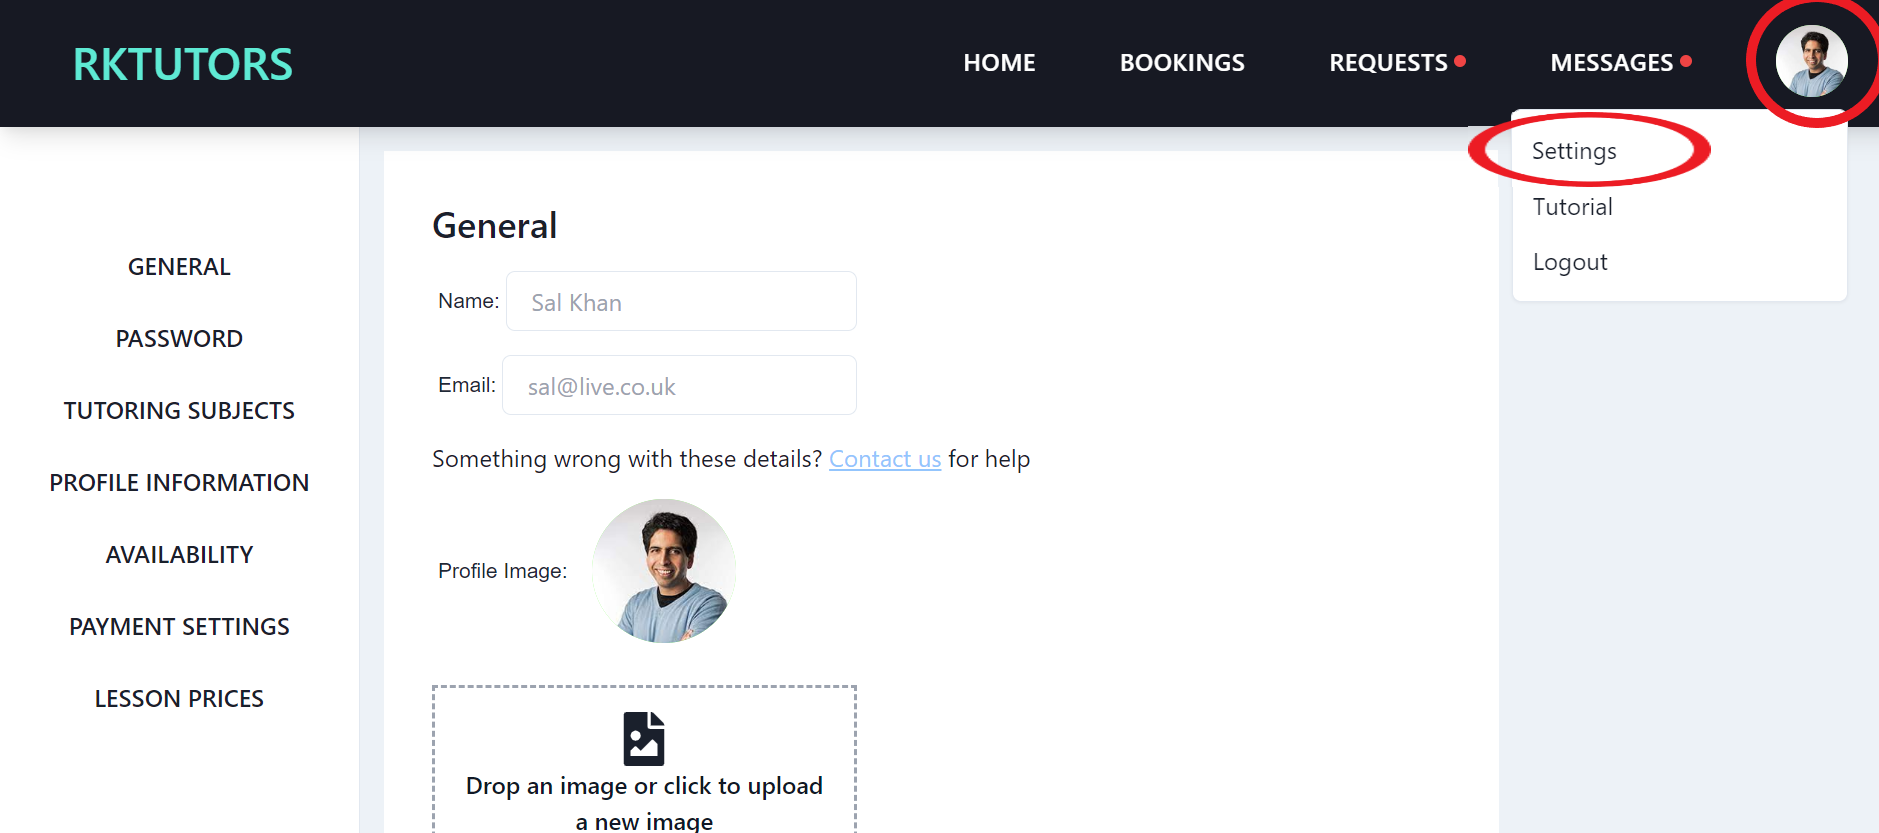 RKTUTORS
HOME
BOOKINGS
REQUESTS
MESSAGES
Settings
Tutorial
Logout
GENERAL
PASSWORD
TUTORING SUBJECTS
PROFILE INFORMATION
AVAILABILITY
PAYMENT SETTINGS
LESSON PRICES
General
Name: Sal Khan
Email: sal@live.co.uk
Something wrong with these details? Contact us for help
Profile Image:
Drop an image or click to upload
a new image